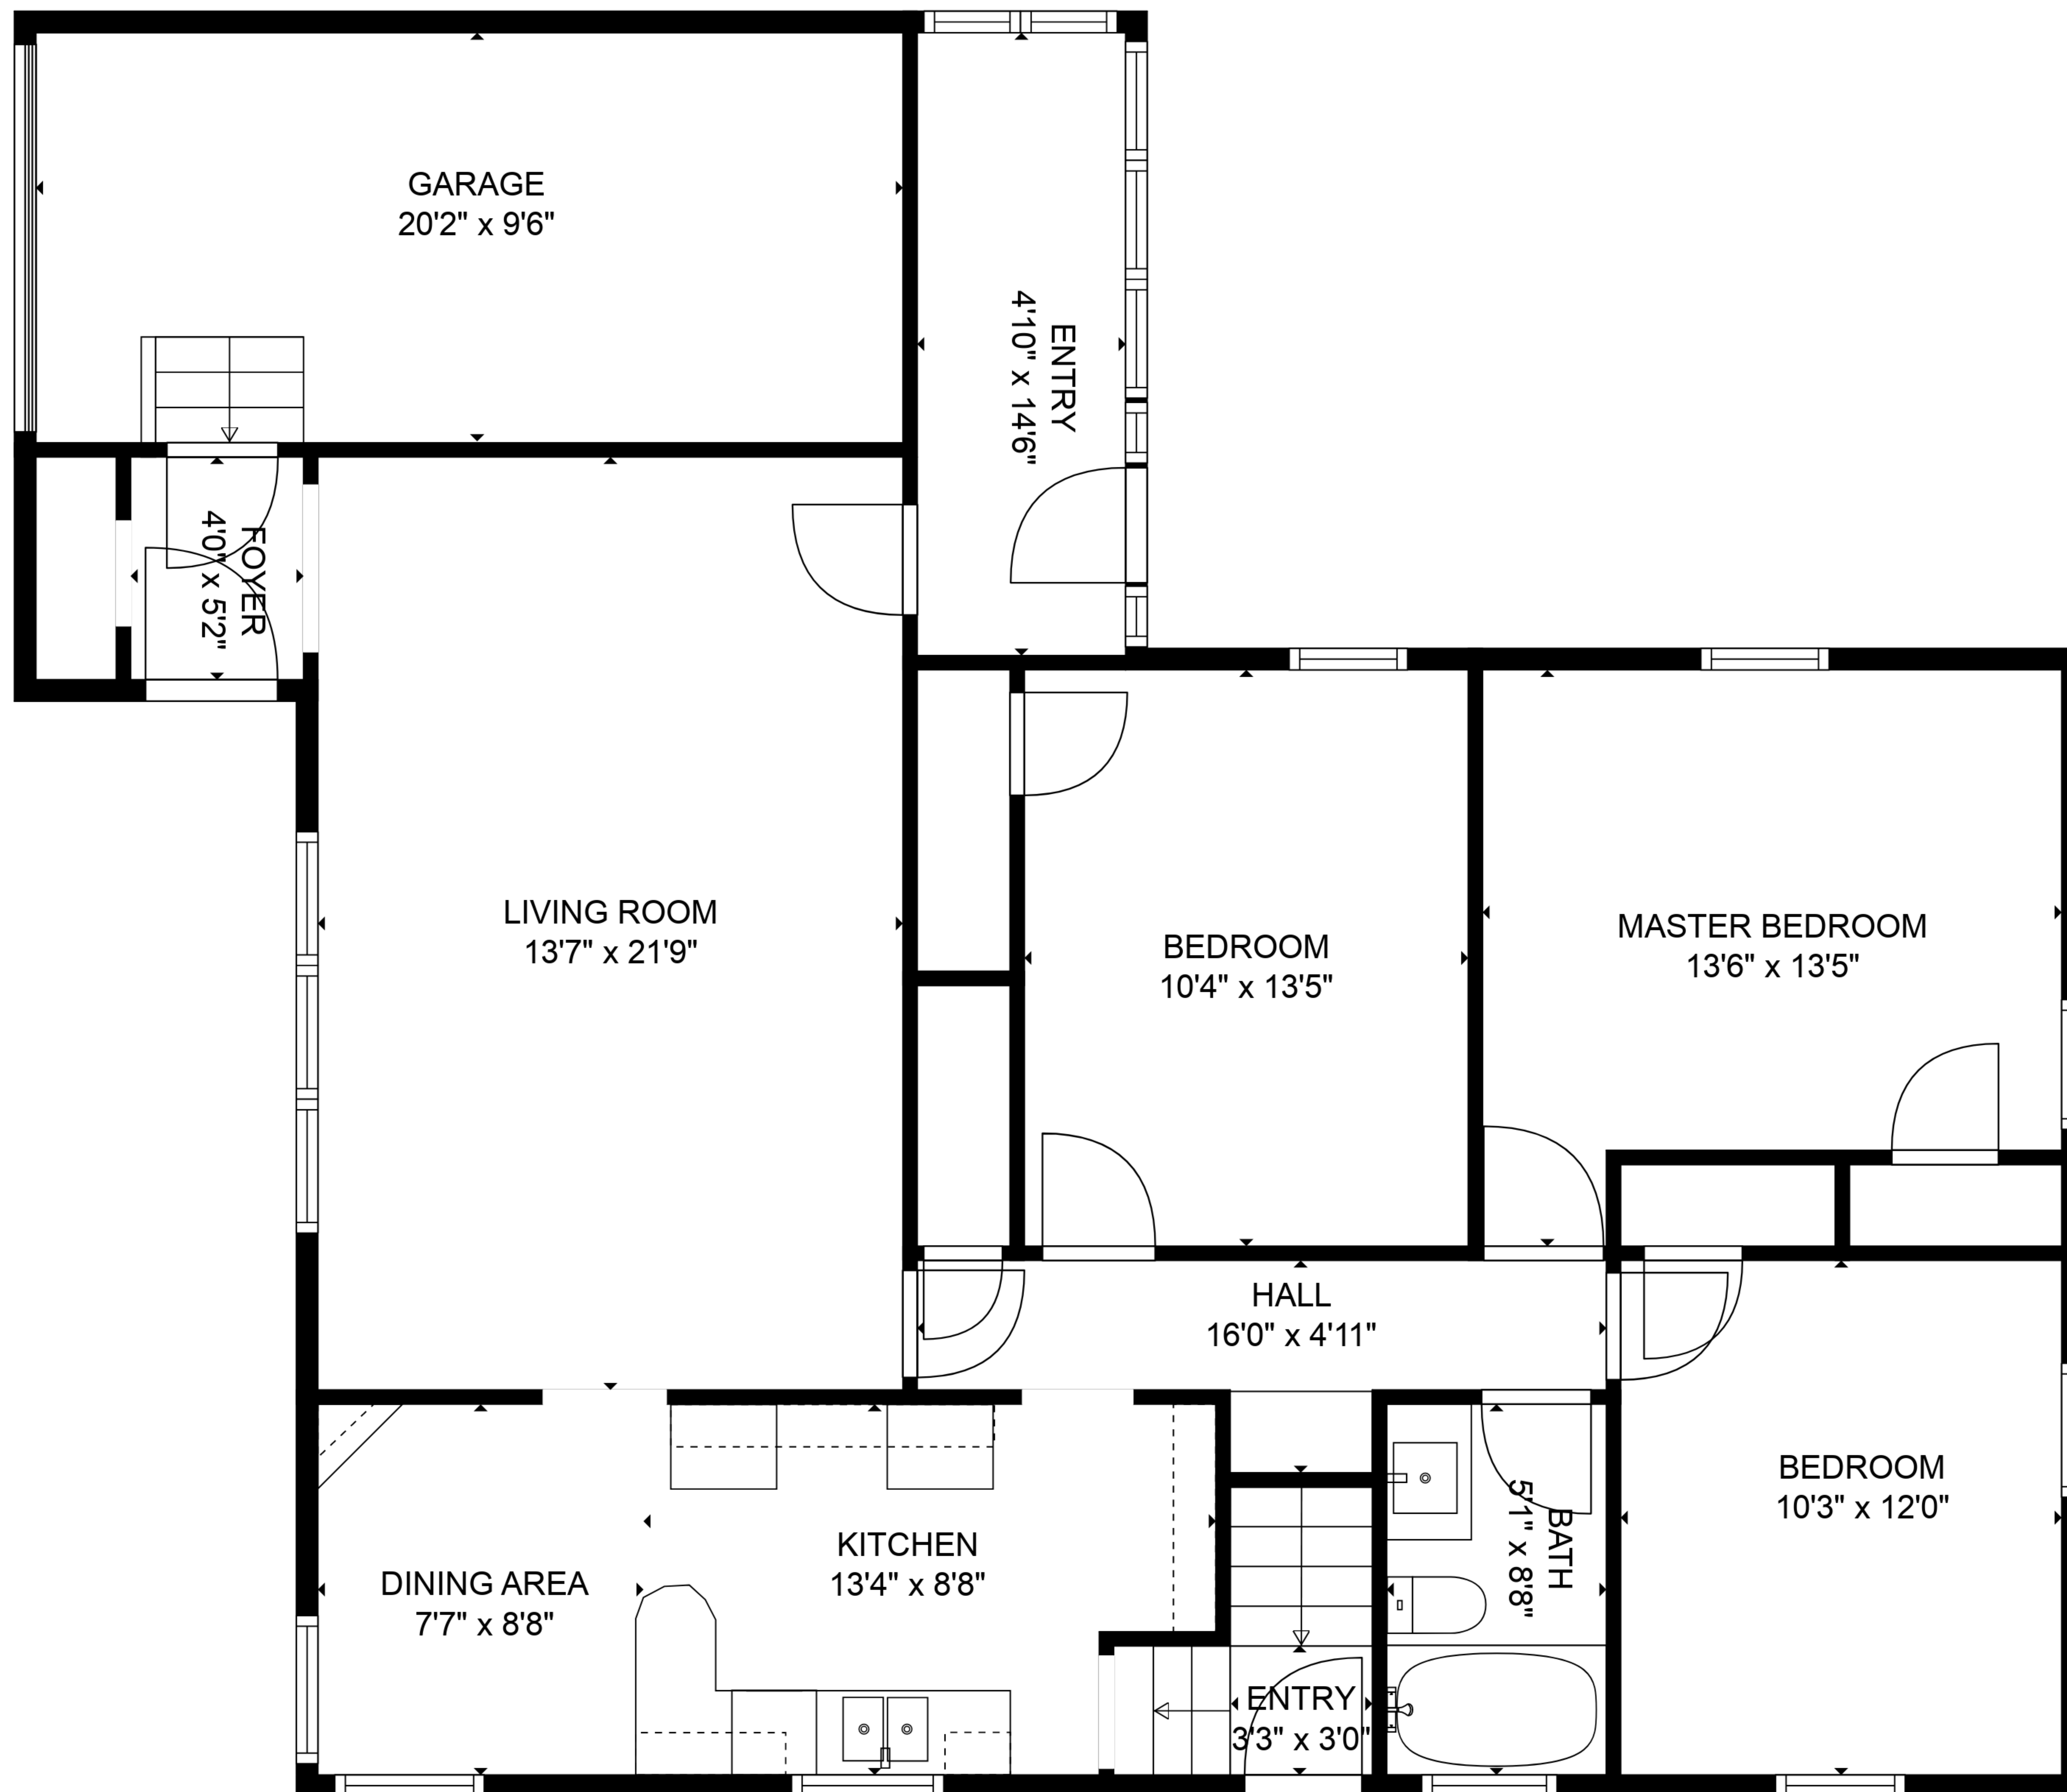 GARAGE
20'2" x 9'6"
ENTRY
4'10" x 14'6"
FOYER
4'0" x 5'2"
LIVING ROOM
13'7" x 21'9"
BEDROOM
10'4" x 13'5"
MASTER BEDROOM
13'6" x 13'5"
HALL
16'0" x 4'11"
BEDROOM
10'3" x 12'0"
KITCHEN
13'4" x 8'8"
BATH
5'1" x 8'8"
DINING AREA
7'7" x 8'8"
ENTRY
3'3" x 3'0"